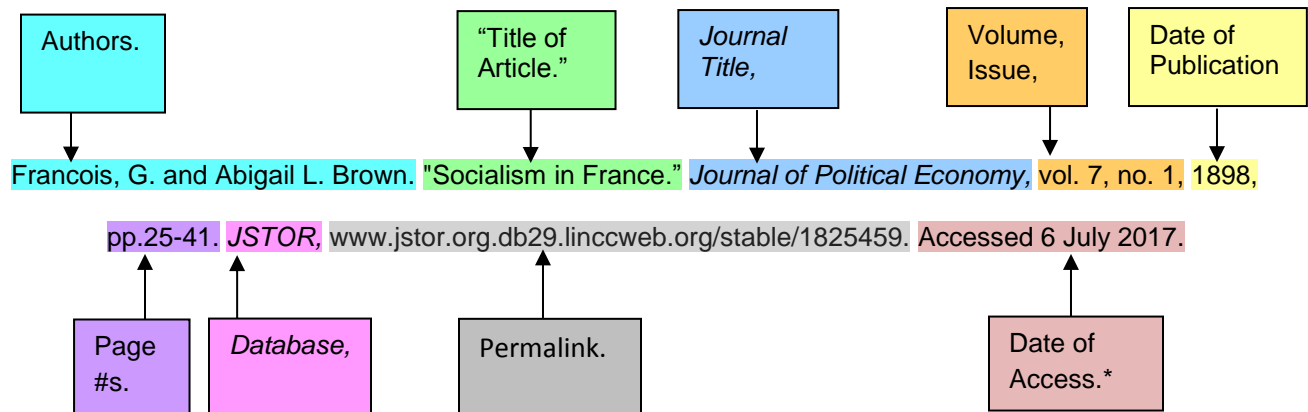 Authors.
“Title of
Article.”
Journal
Title,
Volume,
Issue,
Date of
Publication
Francois, G. and Abigail L. Brown. "Socialism in France.” Journal of Political Economy, vol. 7, no. 1, 1898,
pp.25-41. JSTOR, www.jstor.org.db29.linccweb.org/stable/1825459. Accessed 6 July 2017.
Page
#s.
Database,
Permalink.
Date of
Access.*